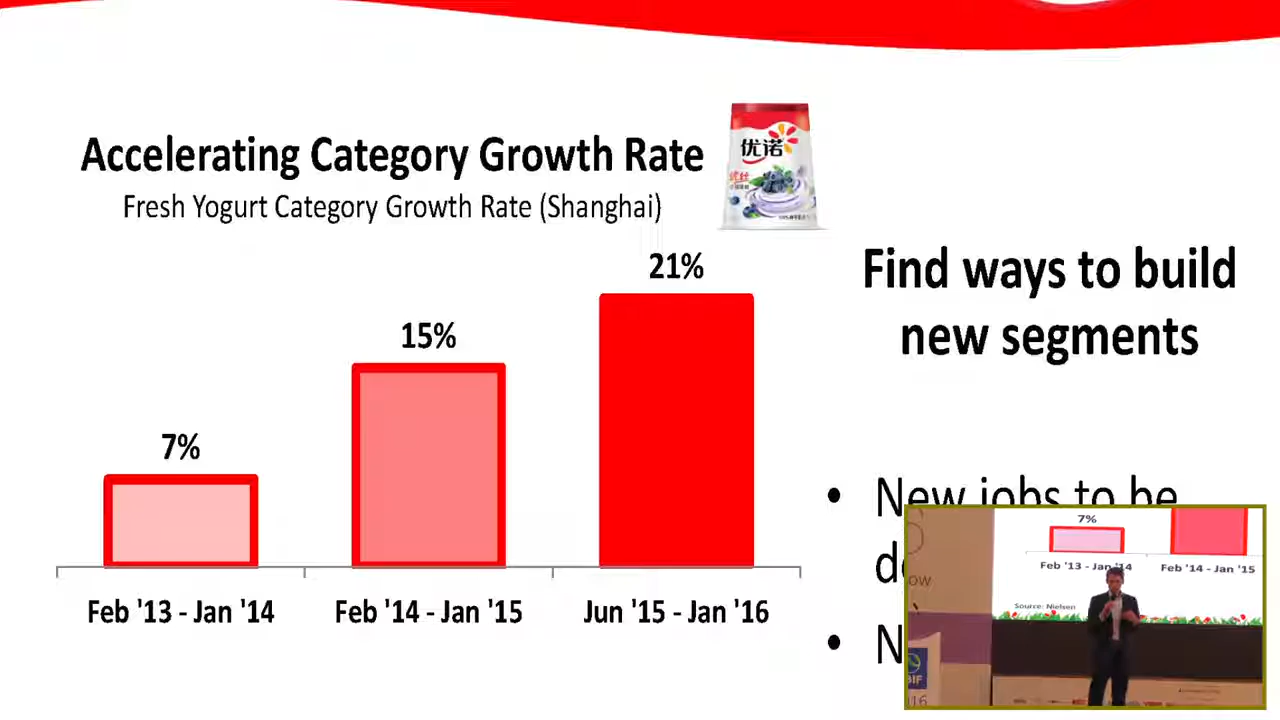 Accelerating Category Growth Rate
Fresh Yogurt Category Growth Rate (Shanghai)
优诺
21%
15%
7%
Feb '13 - Jan '14
Feb '14 - Jan '15
Jun '15 - Jan '16
Find ways to build
new segments
• New jobs to be
7%
Feb '13 - Jan '14
Feb '14 - Jan '15
Source: Nielsen